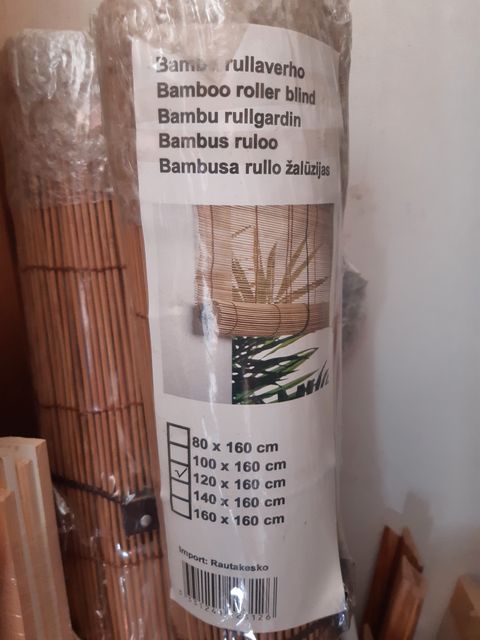 Bambu rullaverho
Bamboo roller blind
Bambu rullgardin
Bambus ruloo
Bambusa rullo žalūzijas
80 x 160 cm
100 x 160 cm
✓ 120 x 160 cm
140 x 160 cm
160 x 160 cm
Import: Rautakesko